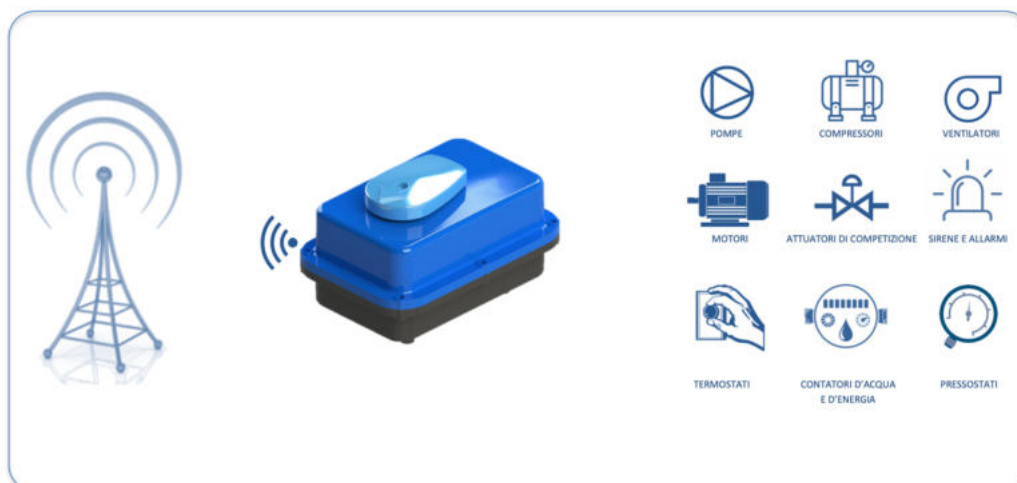 POMPE
COMPRESSORI
VENTILATORI
MOTORI
ATTUATORI DI COMPETIZIONE
SIRENE E ALLARMI
TERMOSTATI
CONTATORI D'ACQUA
E D'ENERGIA
PRESSOSTATI